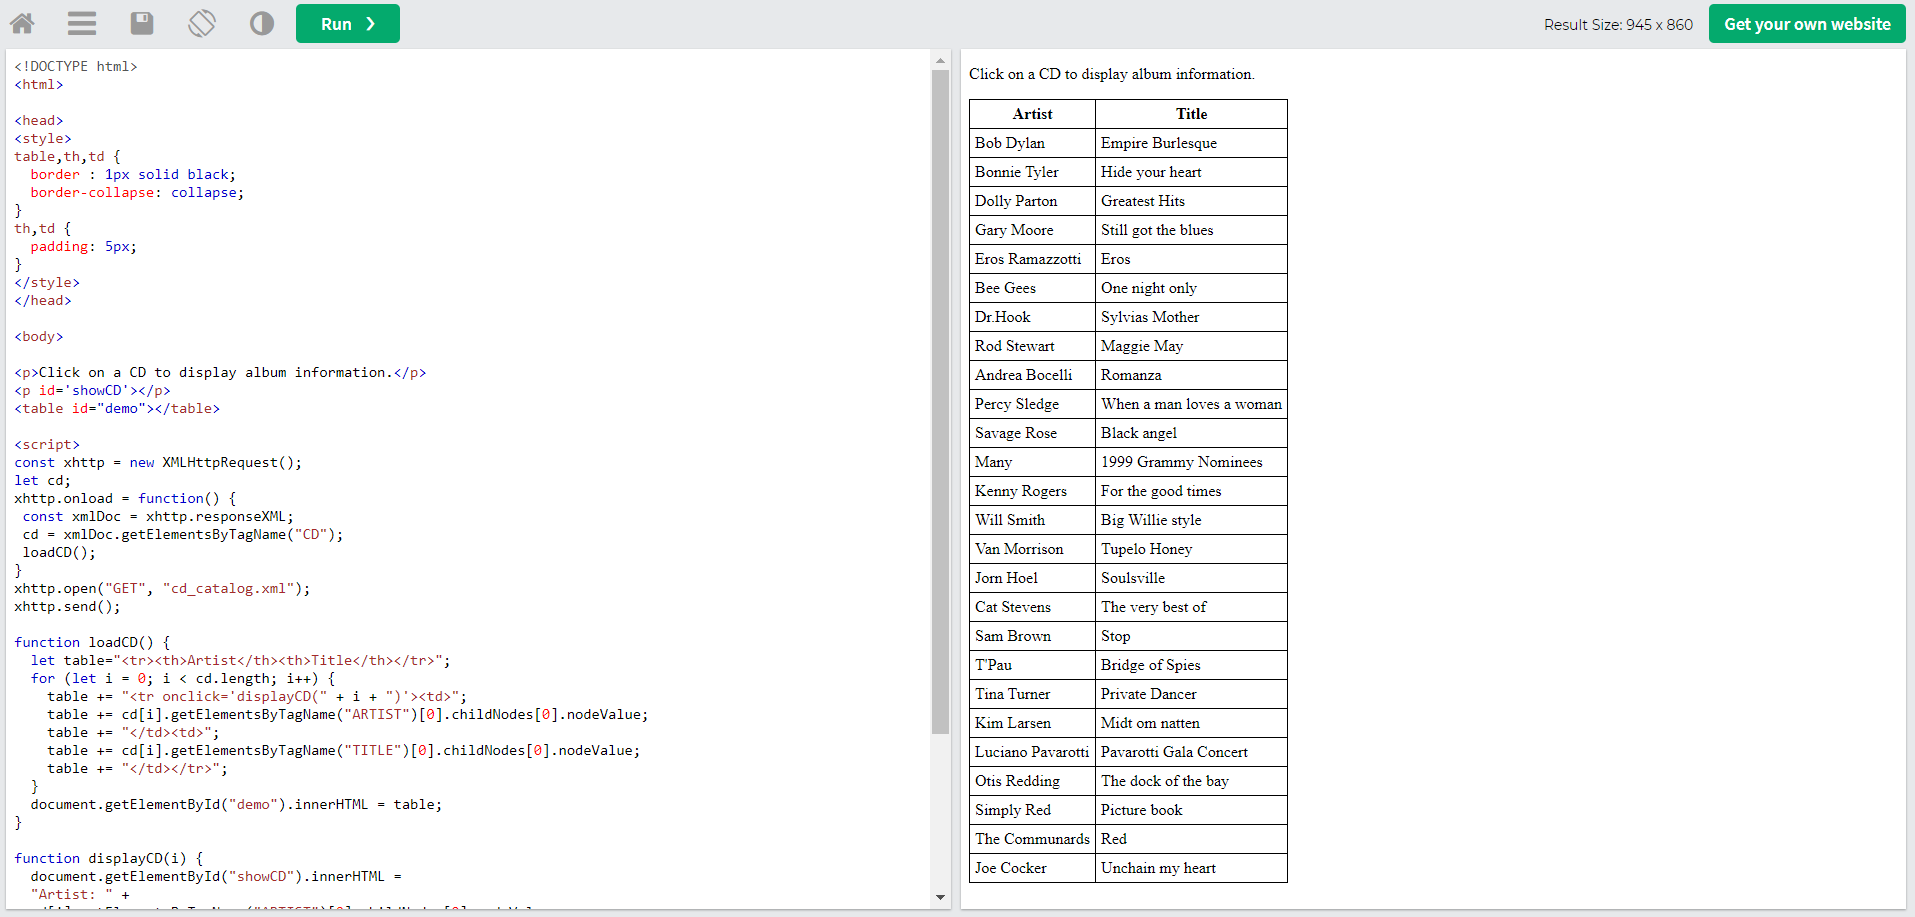 Run ❯
Result Size: 945 x 860
Get your own website
<!DOCTYPE html>
<html>
<head>
<style>
table,th,td {
border : 1px solid black;
border-collapse: collapse;
}
th,td {
padding: 5px;
}
</style>
</head>
<body>
<p>Click on a CD to display album information.</p>
<p id='showCD'></p>
<table id="demo"></table>
<script>
const xhttp = new XMLHttpRequest();
let cd;
xhttp.onload = function() {
const xmlDoc = xhttp.responseXML;
cd = xmlDoc.getElementsByTagName("CD");
loadCD();
}
xhttp.open("GET", "cd_catalog.xml");
xhttp.send();
function loadCD() {
let table="<tr><th>Artist</th><th>Title</th></tr>";
for (let i = 0; i < cd.length; i++) {
table += "<tr onclick='displayCD(" + i + ")'><td>";
table += cd[i].getElementsByTagName("ARTIST")[0].childNodes[0].nodeValue;
table += "</td><td>";
table += cd[i].getElementsByTagName("TITLE")[0].childNodes[0].nodeValue;
table += "</td></tr>";
}
document.getElementById("demo").innerHTML = table;
}
function displayCD(i) {
document.getElementById("showCD").innerHTML =
"Artist: " +
Click on a CD to display album information.
Artist Title
Bob Dylan Empire Burlesque
Bonnie Tyler Hide your heart
Dolly Parton Greatest Hits
Gary Moore Still got the blues
Eros Ramazzotti Eros
Bee Gees One night only
Dr.Hook Sylvias Mother
Rod Stewart Maggie May
Andrea Bocelli Romanza
Percy Sledge When a man loves a woman
Savage Rose Black angel
Many 1999 Grammy Nominees
Kenny Rogers For the good times
Will Smith Big Willie style
Van Morrison Tupelo Honey
Jorn Hoel Soulsville
Cat Stevens The very best of
Sam Brown Stop
T'Pau Bridge of Spies
Tina Turner Private Dancer
Kim Larsen Midt om natten
Luciano Pavarotti Pavarotti Gala Concert
Otis Redding The dock of the bay
Simply Red Picture book
The Communards Red
Joe Cocker Unchain my heart